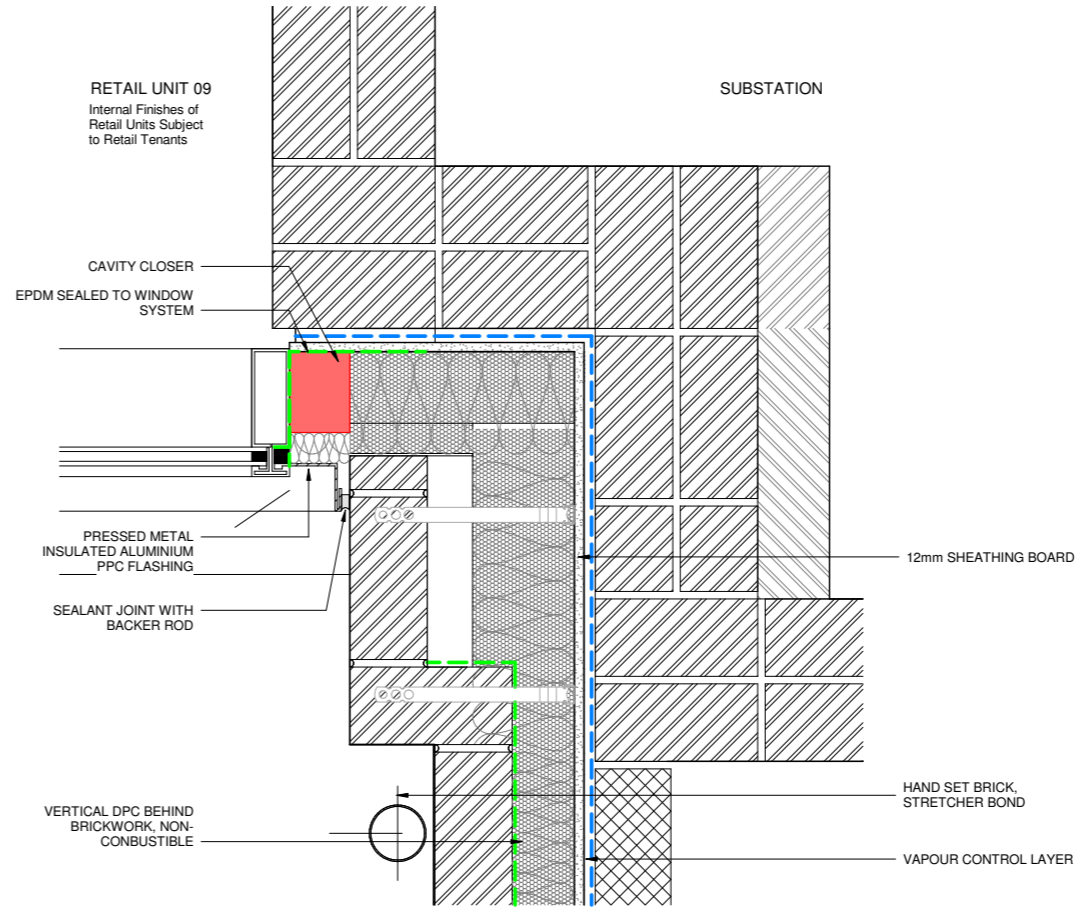 RETAIL UNIT 09
Internal Finishes of
Retail Units Subject
to Retail Tenants
SUBSTATION
CAVITY CLOSER
EPDM SEALED TO WINDOW
SYSTEM
PRESSED METAL
INSULATED ALUMINIUM
PPC FLASHING
12mm SHEATHING BOARD
SEALANT JOINT WITH
BACKER ROD
HAND SET BRICK,
STRETCHER BOND
VERTICAL DPC BEHIND
BRICKWORK, NON-
CONBUSTIBLE
VAPOUR CONTROL LAYER